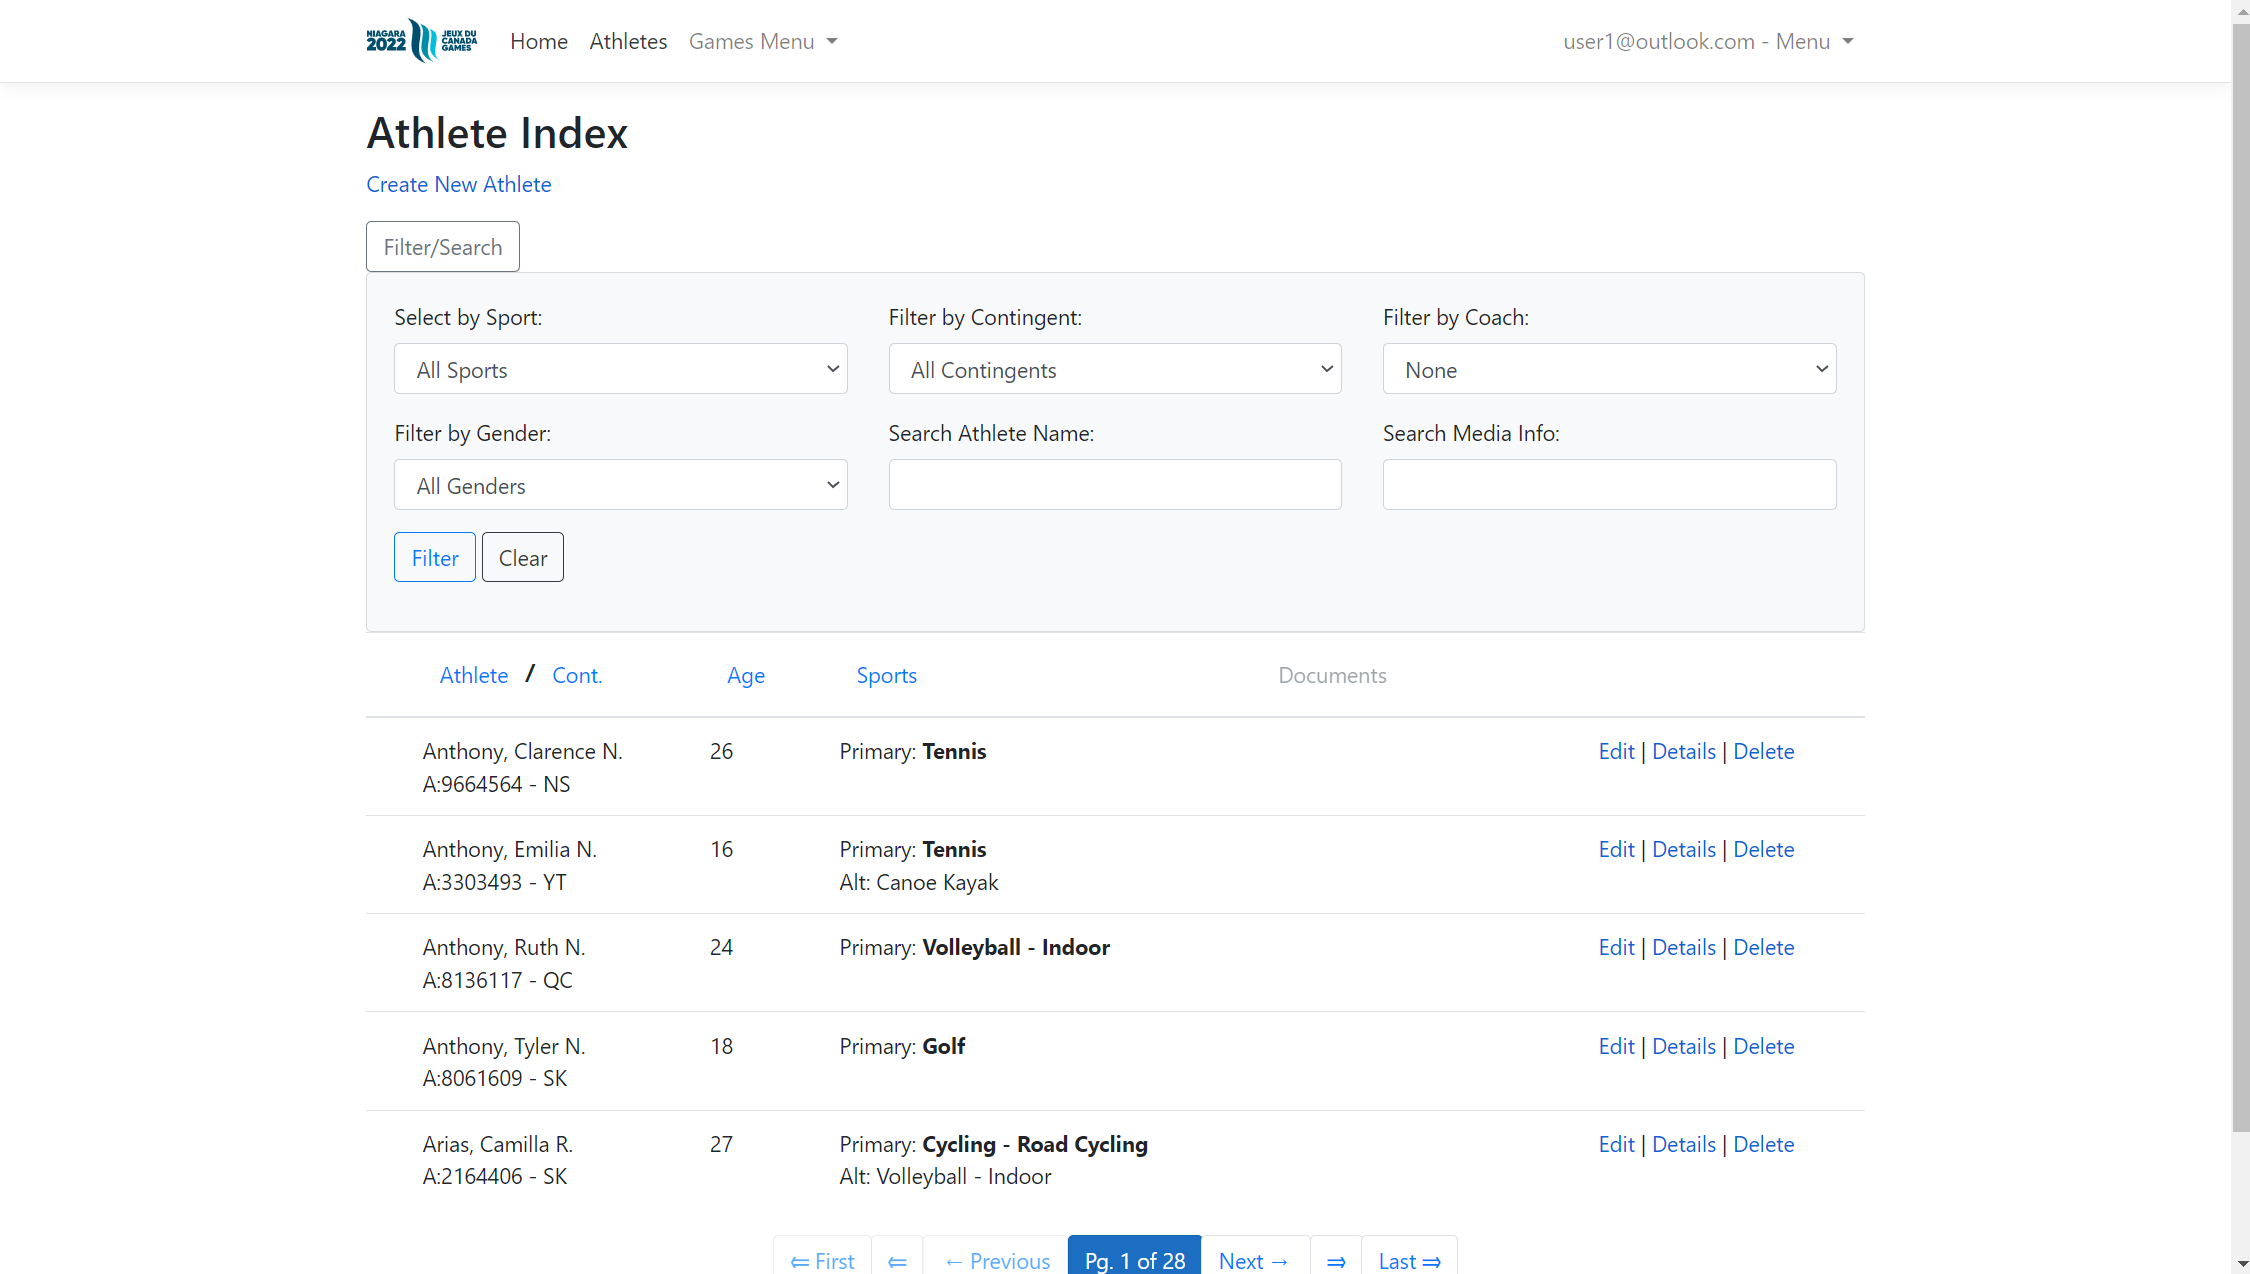 NIAGARA 2022 JEUX DU CANADA GAMES
Home Athletes Games Menu
user1@outlook.com - Menu
Athlete Index
Create New Athlete
Filter/Search
Select by Sport: Filter by Contingent: Filter by Coach:
All Sports All Contingents None
Filter by Gender: Search Athlete Name: Search Media Info:
All Genders
Filter Clear
Athlete / Cont. Age Sports Documents
Anthony, Clarence N. 26 Primary: Tennis Edit | Details | Delete
A:9664564 - NS
Anthony, Emilia N. 16 Primary: Tennis Edit | Details | Delete
A:3303493 - YT Alt: Canoe Kayak
Anthony, Ruth N. 24 Primary: Volleyball - Indoor Edit | Details | Delete
A:8136117 - QC
Anthony, Tyler N. 18 Primary: Golf Edit | Details | Delete
A:8061609 - SK
Arias, Camilla R. 27 Primary: Cycling - Road Cycling Edit | Details | Delete
A:2164406 - SK Alt: Volleyball - Indoor
⇐ First ⇐ ← Previous Pg. 1 of 28 Next → ⇒ Last ⇒